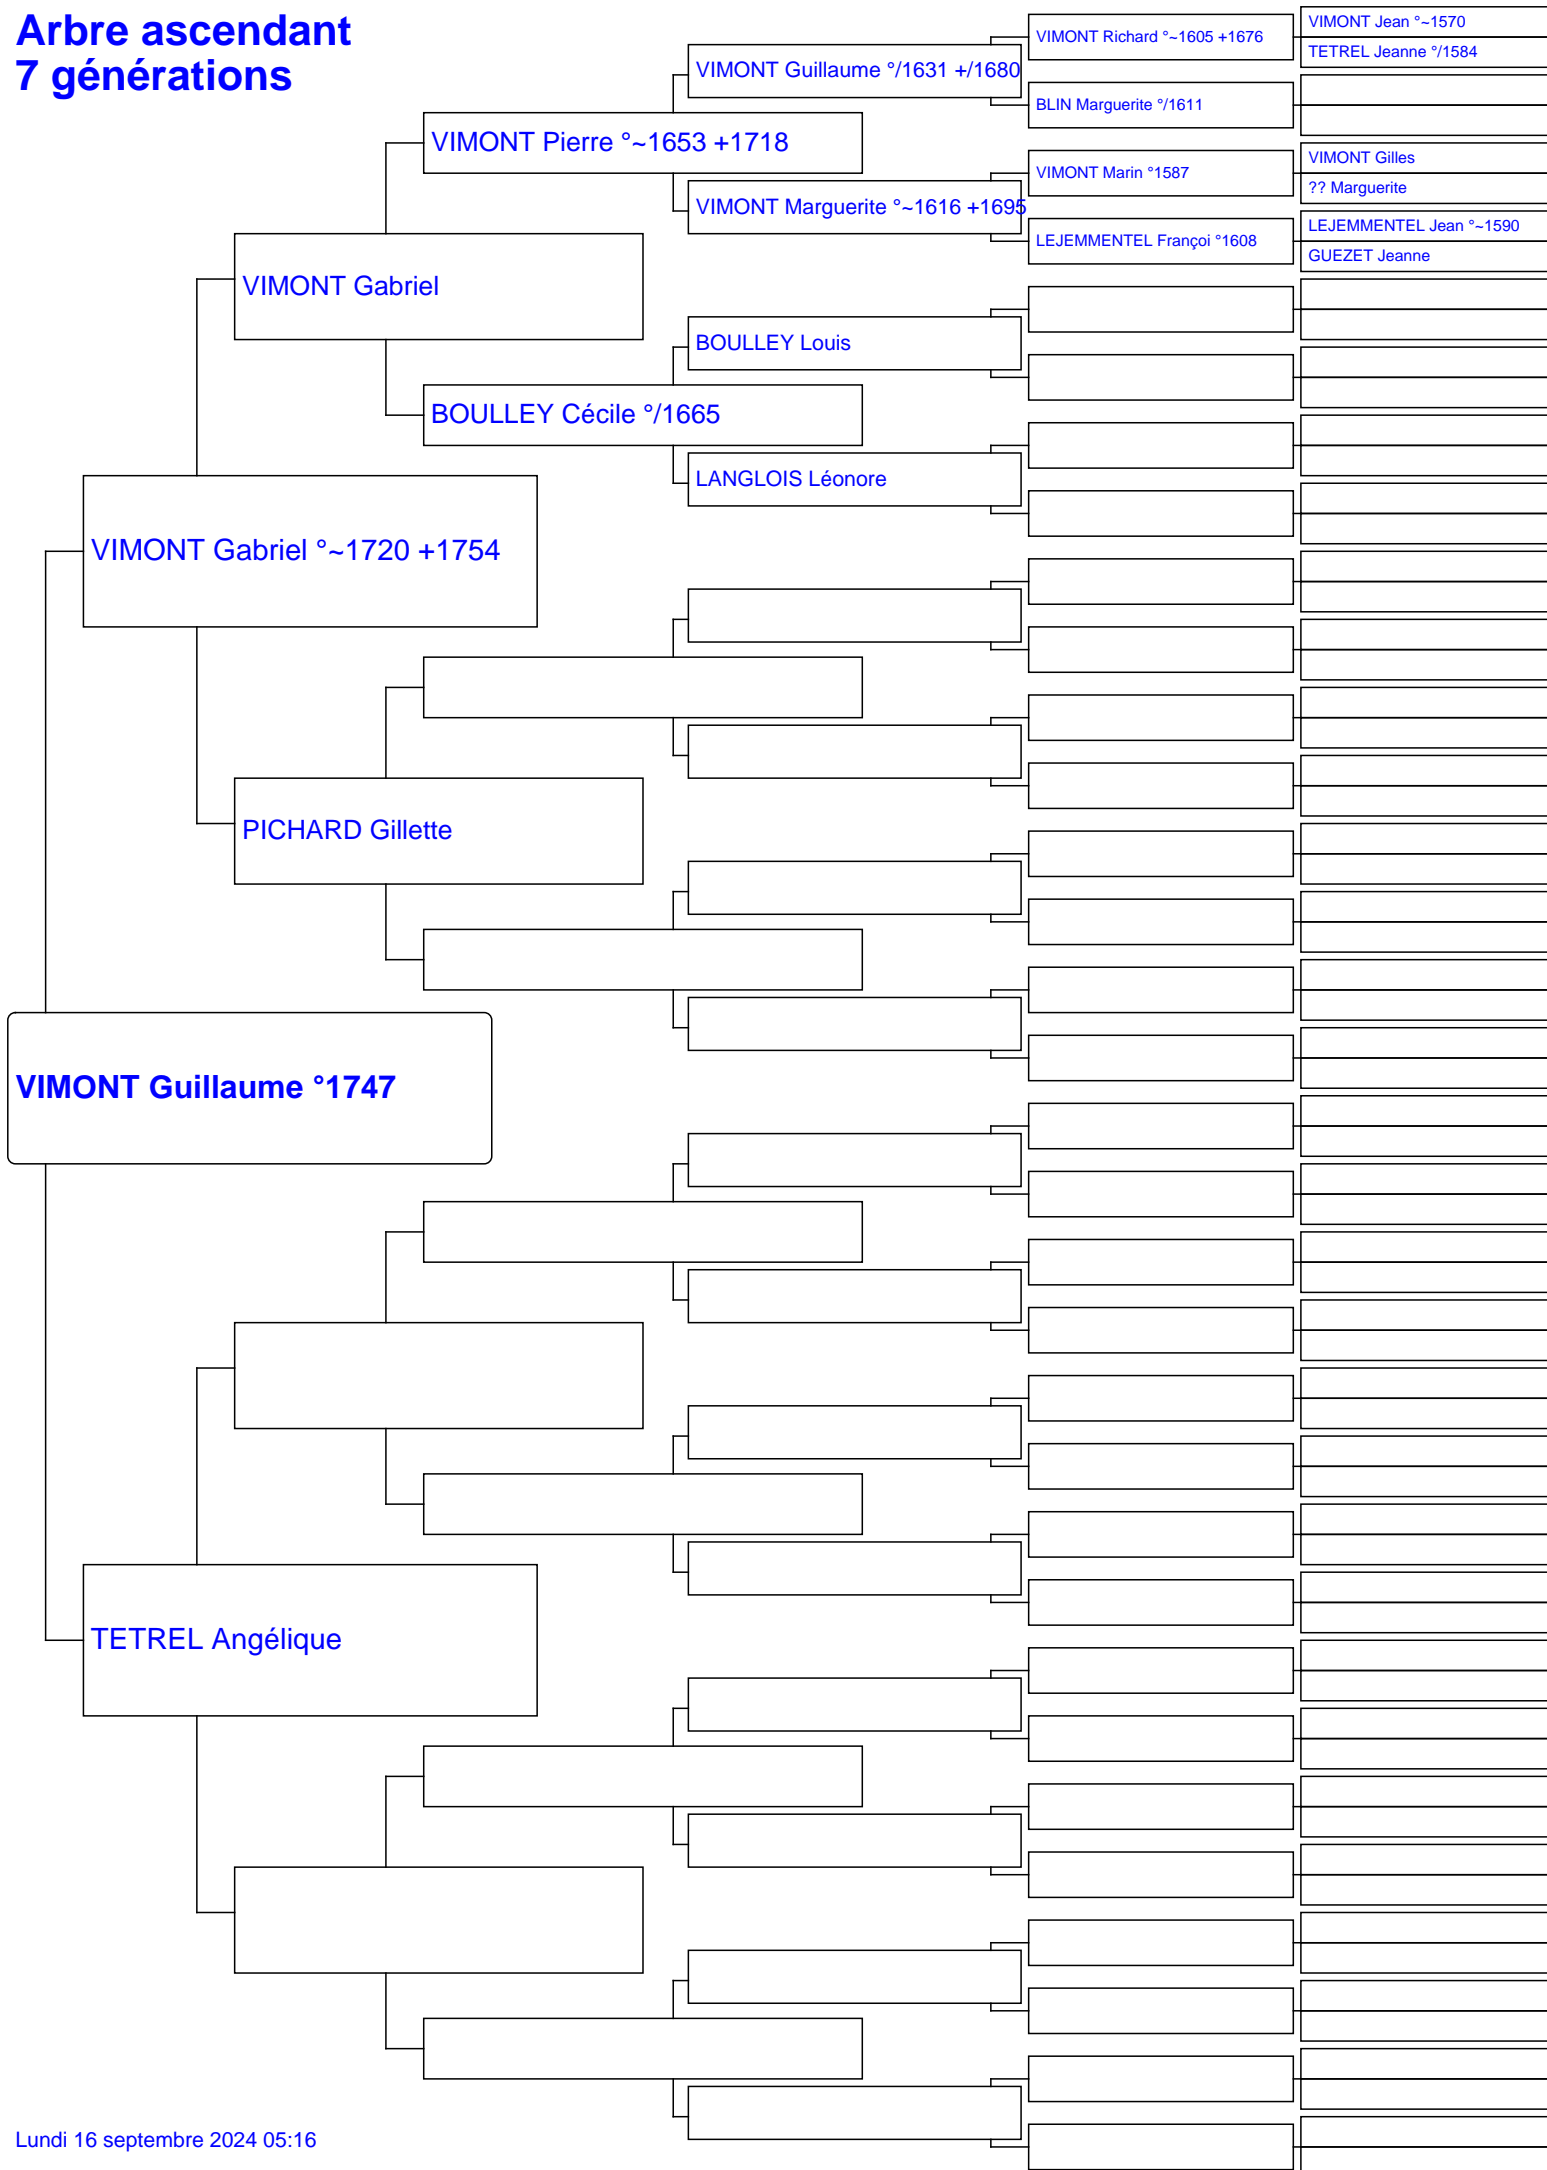 Arbre ascendant
7 générations
VIMONT Richard °~1605 +1676
VIMONT Jean °~1570
TETREL Jeanne °/1584
VIMONT Guillaume °/1631 +/1680
BLIN Marguerite °/1611
VIMONT Pierre °~1653 +1718
VIMONT Marin °1587
VIMONT Gilles
?? Marguerite
VIMONT Marguerite °~1616 +1695
LEJEMMENTEL Françoi °1608
LEJEMMENTEL Jean °~1590
GUEZET Jeanne
VIMONT Gabriel
BOULLEY Louis
BOULLEY Cécile °/1665
LANGLOIS Léonore
VIMONT Gabriel °~1720 +1754
PICHARD Gillette
VIMONT Guillaume °1747
TETREL Angélique
Lundi 16 septembre 2024 05:16